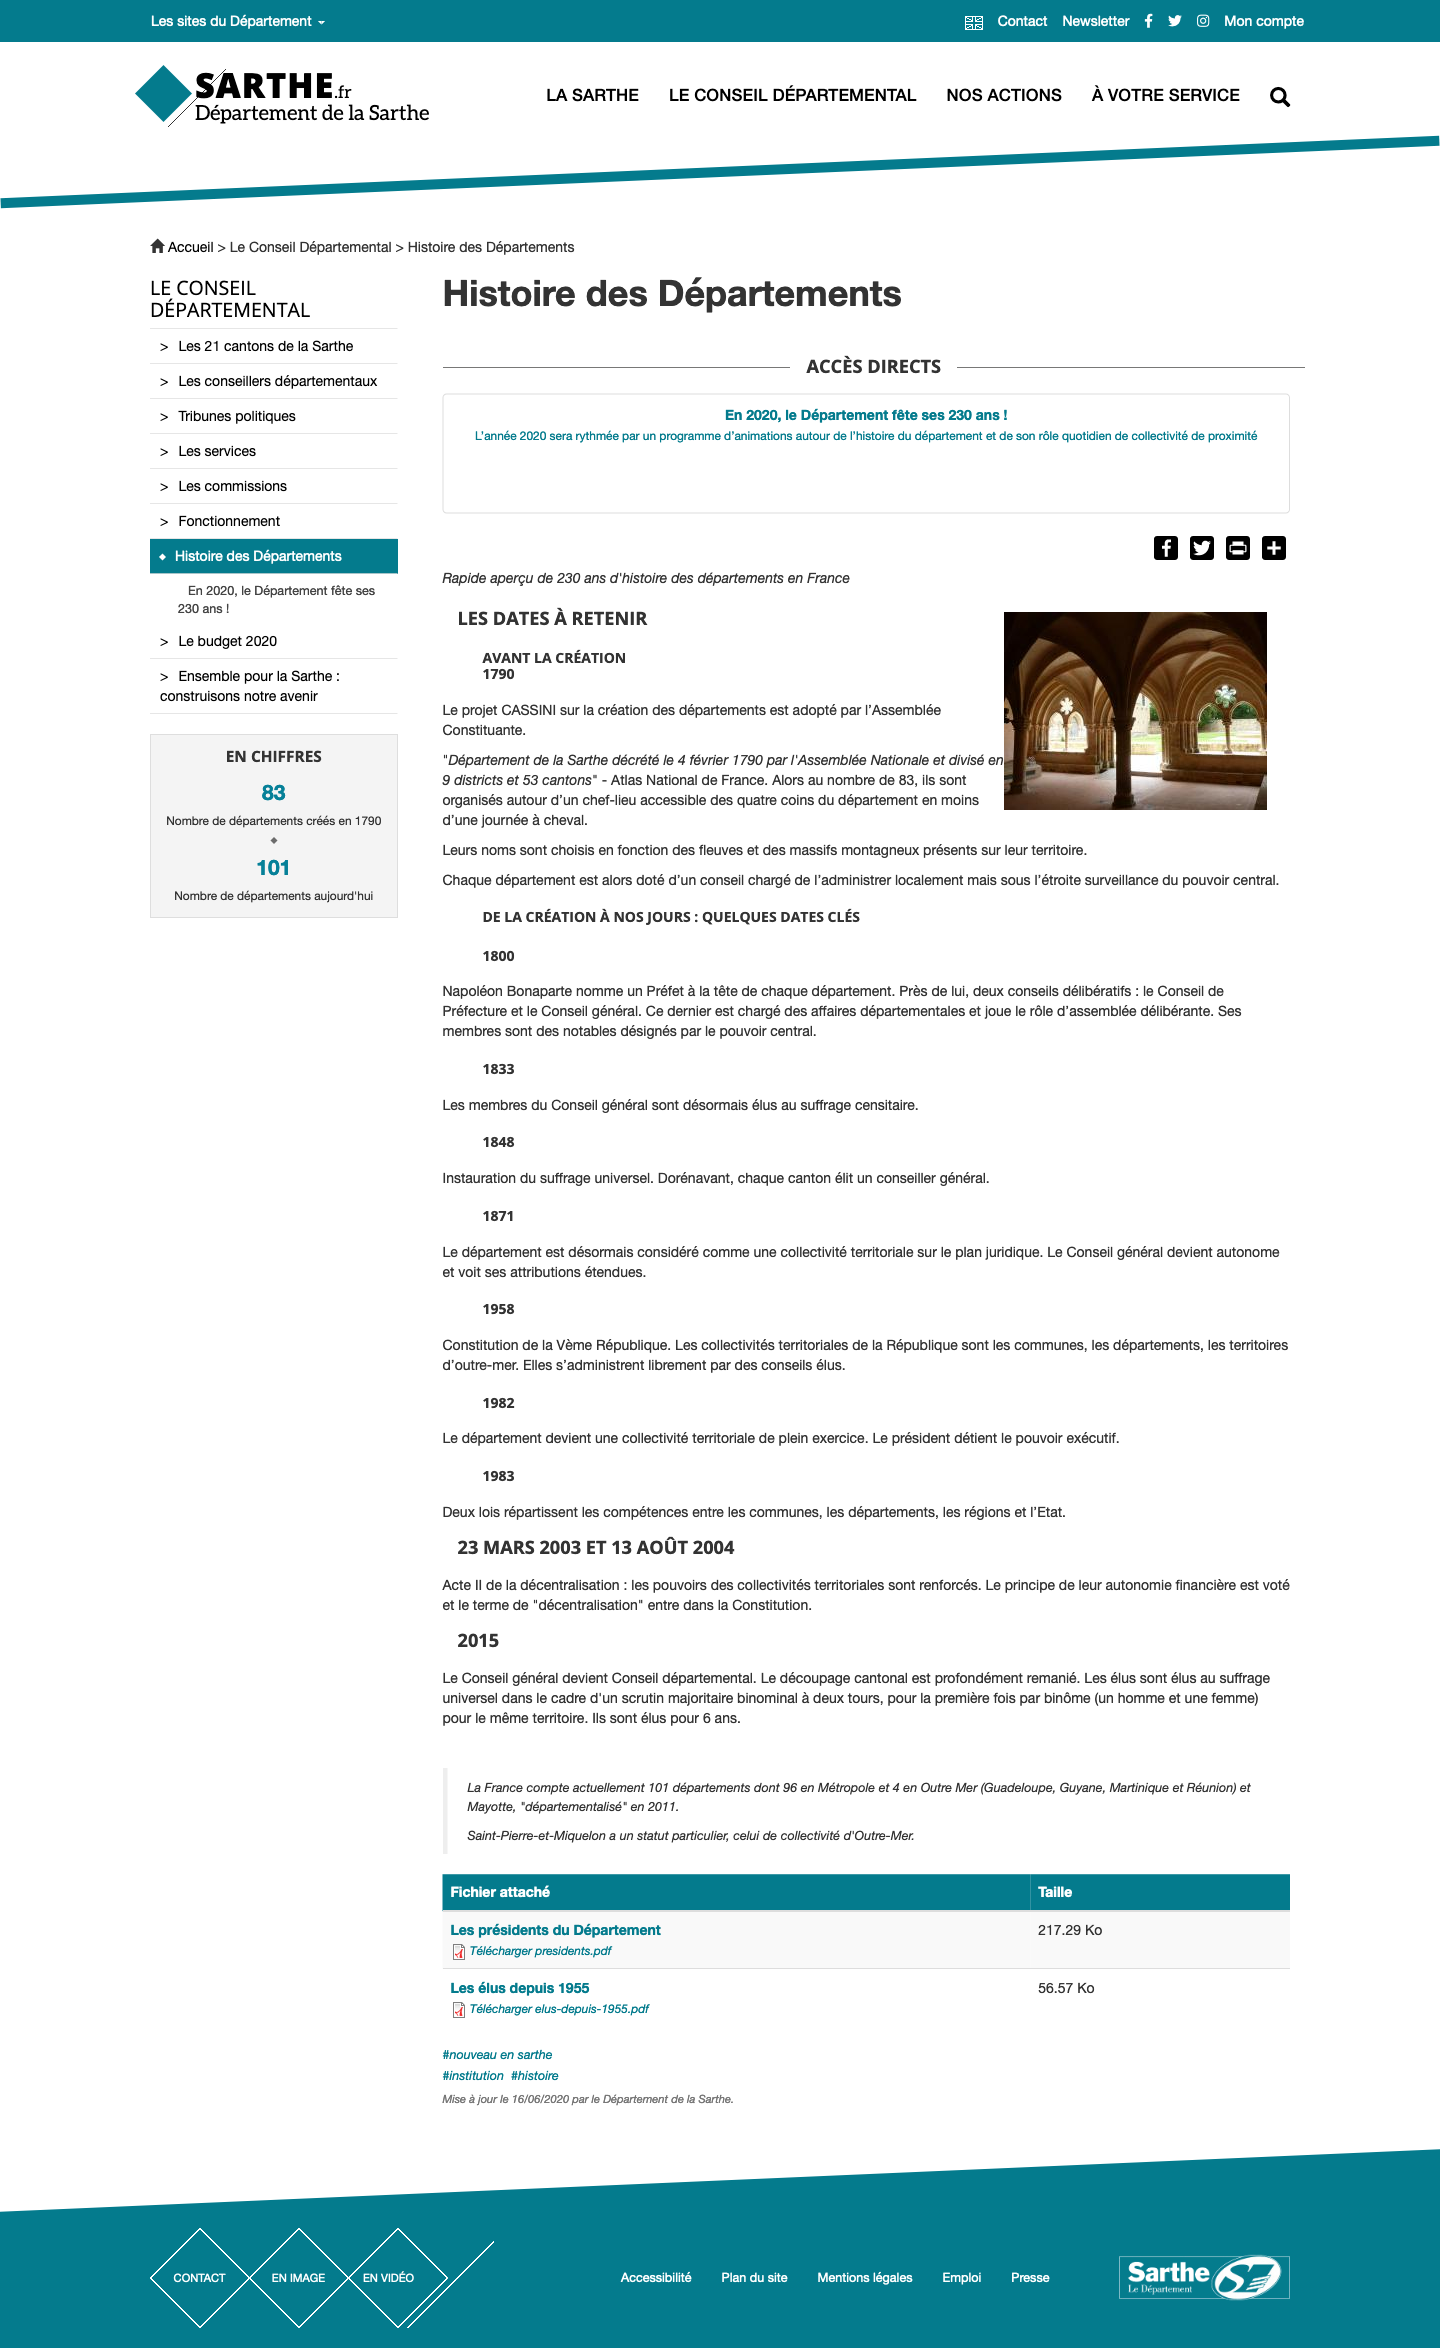 Les sites du Département
Contact Newsletter Mon compte
SARTHE.fr
Département de la Sarthe
LA SARTHE LE CONSEIL DÉPARTEMENTAL NOS ACTIONS À VOTRE SERVICE
Accueil > Le Conseil Départemental > Histoire des Départements
LE CONSEIL
DÉPARTEMENTAL
> Les 21 cantons de la Sarthe
> Les conseillers départementaux
> Tribunes politiques
> Les services
> Les commissions
> Fonctionnement
Histoire des Départements
En 2020, le Département fête ses
230 ans !
> Le budget 2020
> Ensemble pour la Sarthe :
construisons notre avenir
EN CHIFFRES
83
Nombre de départements créés en 1790
101
Nombre de départements aujourd'hui
Histoire des Départements
ACCÈS DIRECTS
En 2020, le Département fête ses 230 ans !
L’année 2020 sera rythmée par un programme d’animations autour de l’histoire du département et de son rôle quotidien de collectivité de proximité
Rapide aperçu de 230 ans d'histoire des départements en France
LES DATES À RETENIR
AVANT LA CRÉATION
1790
Le projet CASSINI sur la création des départements est adopté par l’Assemblée
Constituante.
"Département de la Sarthe décrété le 4 février 1790 par l'Assemblée Nationale et divisé en
9 districts et 53 cantons" - Atlas National de France. Alors au nombre de 83, ils sont
organisés autour d’un chef-lieu accessible des quatre coins du département en moins
d’une journée à cheval.
Leurs noms sont choisis en fonction des fleuves et des massifs montagneux présents sur leur territoire.
Chaque département est alors doté d’un conseil chargé de l’administrer localement mais sous l’étroite surveillance du pouvoir central.
DE LA CRÉATION À NOS JOURS : QUELQUES DATES CLÉS
1800
Napoléon Bonaparte nomme un Préfet à la tête de chaque département. Près de lui, deux conseils délibératifs : le Conseil de
Préfecture et le Conseil général. Ce dernier est chargé des affaires départementales et joue le rôle d’assemblée délibérante. Ses
membres sont des notables désignés par le pouvoir central.
1833
Les membres du Conseil général sont désormais élus au suffrage censitaire.
1848
Instauration du suffrage universel. Dorénavant, chaque canton élit un conseiller général.
1871
Le département est désormais considéré comme une collectivité territoriale sur le plan juridique. Le Conseil général devient autonome
et voit ses attributions étendues.
1958
Constitution de la Vème République. Les collectivités territoriales de la République sont les communes, les départements, les territoires
d’outre-mer. Elles s’administrent librement par des conseils élus.
1982
Le département devient une collectivité territoriale de plein exercice. Le président détient le pouvoir exécutif.
1983
Deux lois répartissent les compétences entre les communes, les départements, les régions et l’Etat.
23 MARS 2003 ET 13 AOÛT 2004
Acte II de la décentralisation : les pouvoirs des collectivités territoriales sont renforcés. Le principe de leur autonomie financière est voté
et le terme de "décentralisation" entre dans la Constitution.
2015
Le Conseil général devient Conseil départemental. Le découpage cantonal est profondément remanié. Les élus sont élus au suffrage
universel dans le cadre d'un scrutin majoritaire binominal à deux tours, pour la première fois par binôme (un homme et une femme)
pour le même territoire. Ils sont élus pour 6 ans.
La France compte actuellement 101 départements dont 96 en Métropole et 4 en Outre Mer (Guadeloupe, Guyane, Martinique et Réunion) et
Mayotte, "départementalisé" en 2011.
Saint-Pierre-et-Miquelon a un statut particulier, celui de collectivité d'Outre-Mer.
Fichier attaché Taille
Les présidents du Département 217.29 Ko
Télécharger presidents.pdf
Les élus depuis 1955 56.57 Ko
Télécharger elus-depuis-1955.pdf
#nouveau en sarthe
#institution #histoire
Mise à jour le 16/06/2020 par le Département de la Sarthe.
CONTACT EN IMAGE EN VIDÉO
Accessibilité Plan du site Mentions légales Emploi Presse
Sarthe
Le Département